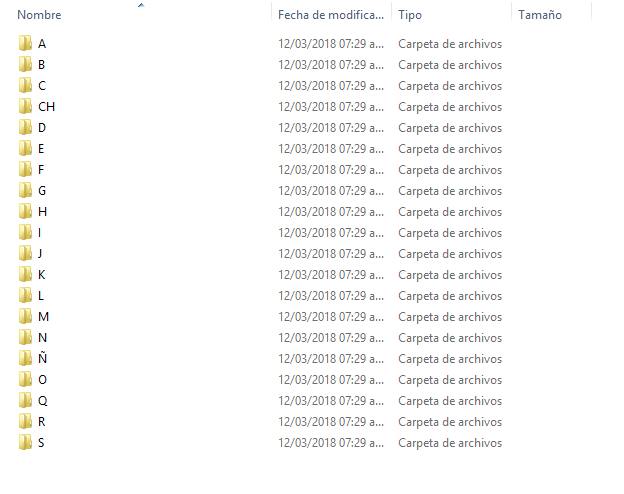 Nombre Fecha de modifica... Tipo Tamaño
A 12/03/2018 07:29 a... Carpeta de archivos
B 12/03/2018 07:29 a... Carpeta de archivos
C 12/03/2018 07:29 a... Carpeta de archivos
CH 12/03/2018 07:29 a... Carpeta de archivos
D 12/03/2018 07:29 a... Carpeta de archivos
E 12/03/2018 07:29 a... Carpeta de archivos
F 12/03/2018 07:29 a... Carpeta de archivos
G 12/03/2018 07:29 a... Carpeta de archivos
H 12/03/2018 07:29 a... Carpeta de archivos
I 12/03/2018 07:29 a... Carpeta de archivos
J 12/03/2018 07:29 a... Carpeta de archivos
K 12/03/2018 07:29 a... Carpeta de archivos
L 12/03/2018 07:29 a... Carpeta de archivos
M 12/03/2018 07:29 a... Carpeta de archivos
N 12/03/2018 07:29 a... Carpeta de archivos
Ñ 12/03/2018 07:29 a... Carpeta de archivos
O 12/03/2018 07:29 a... Carpeta de archivos
Q 12/03/2018 07:29 a... Carpeta de archivos
R 12/03/2018 07:29 a... Carpeta de archivos
S 12/03/2018 07:29 a... Carpeta de archivos